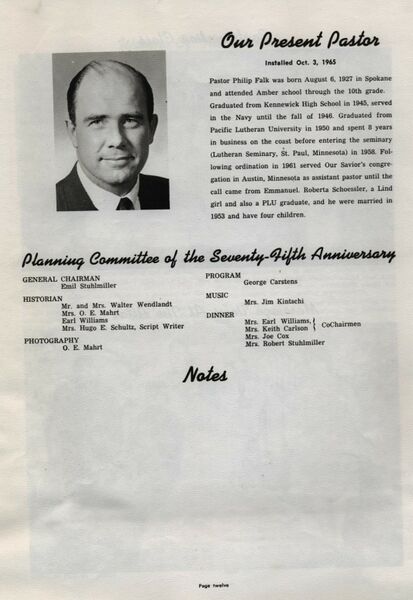 Our Present Pastor
Installed Oct. 3, 1965
Pastor Philip Falk was born August 6, 1927 in Spokane
and attended Amber school through the 10th grade.
Graduated from Kennewick High School in 1945, served
in the Navy until the fall of 1946. Graduated from
Pacific Lutheran University in 1950 and spent 8 years
in business on the coast before entering the seminary
(Lutheran Seminary, St. Paul, Minnesota) in 1958. Fol-
lowing ordination in 1961 served Our Savior's congre-
gation in Austin, Minnesota as assistant pastor until the
call came from Emmanuel. Roberta Schoessler, a Lind
girl and also a PLU graduate, and he were married in
1953 and have four children.
Planning Committee of the Seventy-Fifth Anniversary
GENERAL CHAIRMAN
Emil Stuhlmiller
HISTORIAN
Mr. and Mrs. Walter Wendlandt
Mrs. O. E. Mahrt
Earl Williams
Mrs. Hugo E. Schultz, Script Writer
PHOTOGRAPHY
O. E. Mahrt
PROGRAM
George Carstens
MUSIC
Mrs. Jim Kintschi
DINNER
Mrs. Earl Williams,
Mrs. Keith Carlson } CoChairmen
Mrs. Joe Cox
Mrs. Robert Stuhlmiller
Notes
Page twelve